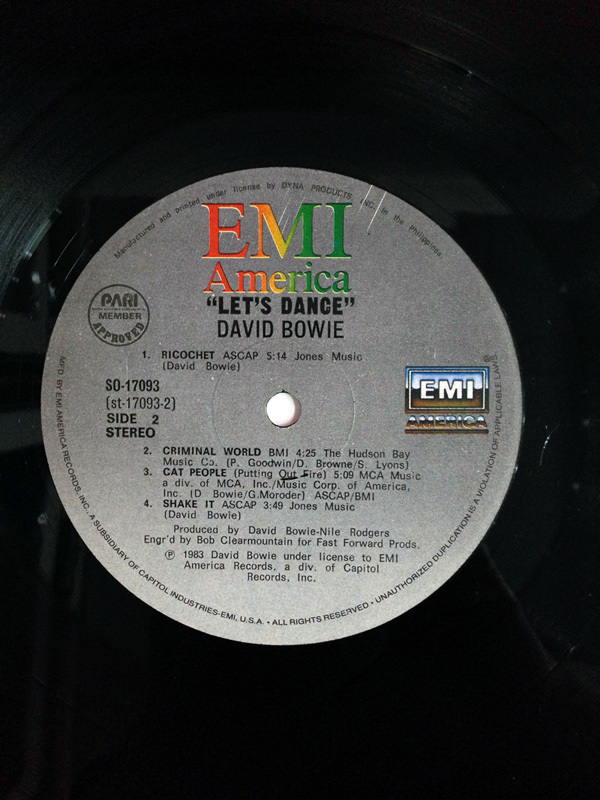 Manufactured and printed under license by DYNA PRODUCTS INC. in the Philippines
EMI
America
"LET'S DANCE"
DAVID BOWIE
PARI
MEMBER
APPROVED
1. RICOCHET ASCAP 5:14 Jones Music
(David Bowie)
SO-17093
(st-17093-2)
SIDE 2
STEREO
EMI
AMERICA
2. CRIMINAL WORLD BMI 4:25 The Hudson Bay
Music Co. (P. Goodwin/D. Browne/S. Lyons)
3. CAT PEOPLE (Putting Out Fire) 5:09 MCA Music
a div. of MCA, Inc./Music Corp. of America,
Inc. (D Bowie/G.Moroder) ASCAP/BMI
4. SHAKE IT ASCAP 3:49 Jones Music
(David Bowie)
Produced by David Bowie-Nile Rodgers
Engr'd by Bob Clearmountain for Fast Forward Prods.
℗ 1983 David Bowie under license to EMI
America Records, a div. of Capitol
Records, Inc.
MFD. BY EMI AMERICA RECORDS, INC., A SUBSIDIARY OF CAPITOL INDUSTRIES-EMI, U.S.A. • ALL RIGHTS RESERVED • UNAUTHORIZED DUPLICATION IS A VIOLATION OF APPLICABLE LAWS